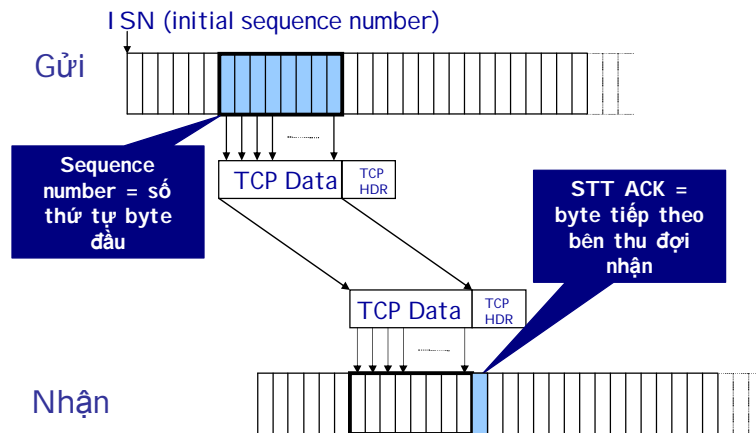 ISN (initial sequence number)
Gửi
Sequence
number = số
thứ tự byte
đầu
TCP Data
TCP
HDR
STT ACK =
byte tiếp theo
bên thu đợi
nhận
TCP Data
TCP
HDR
Nhận